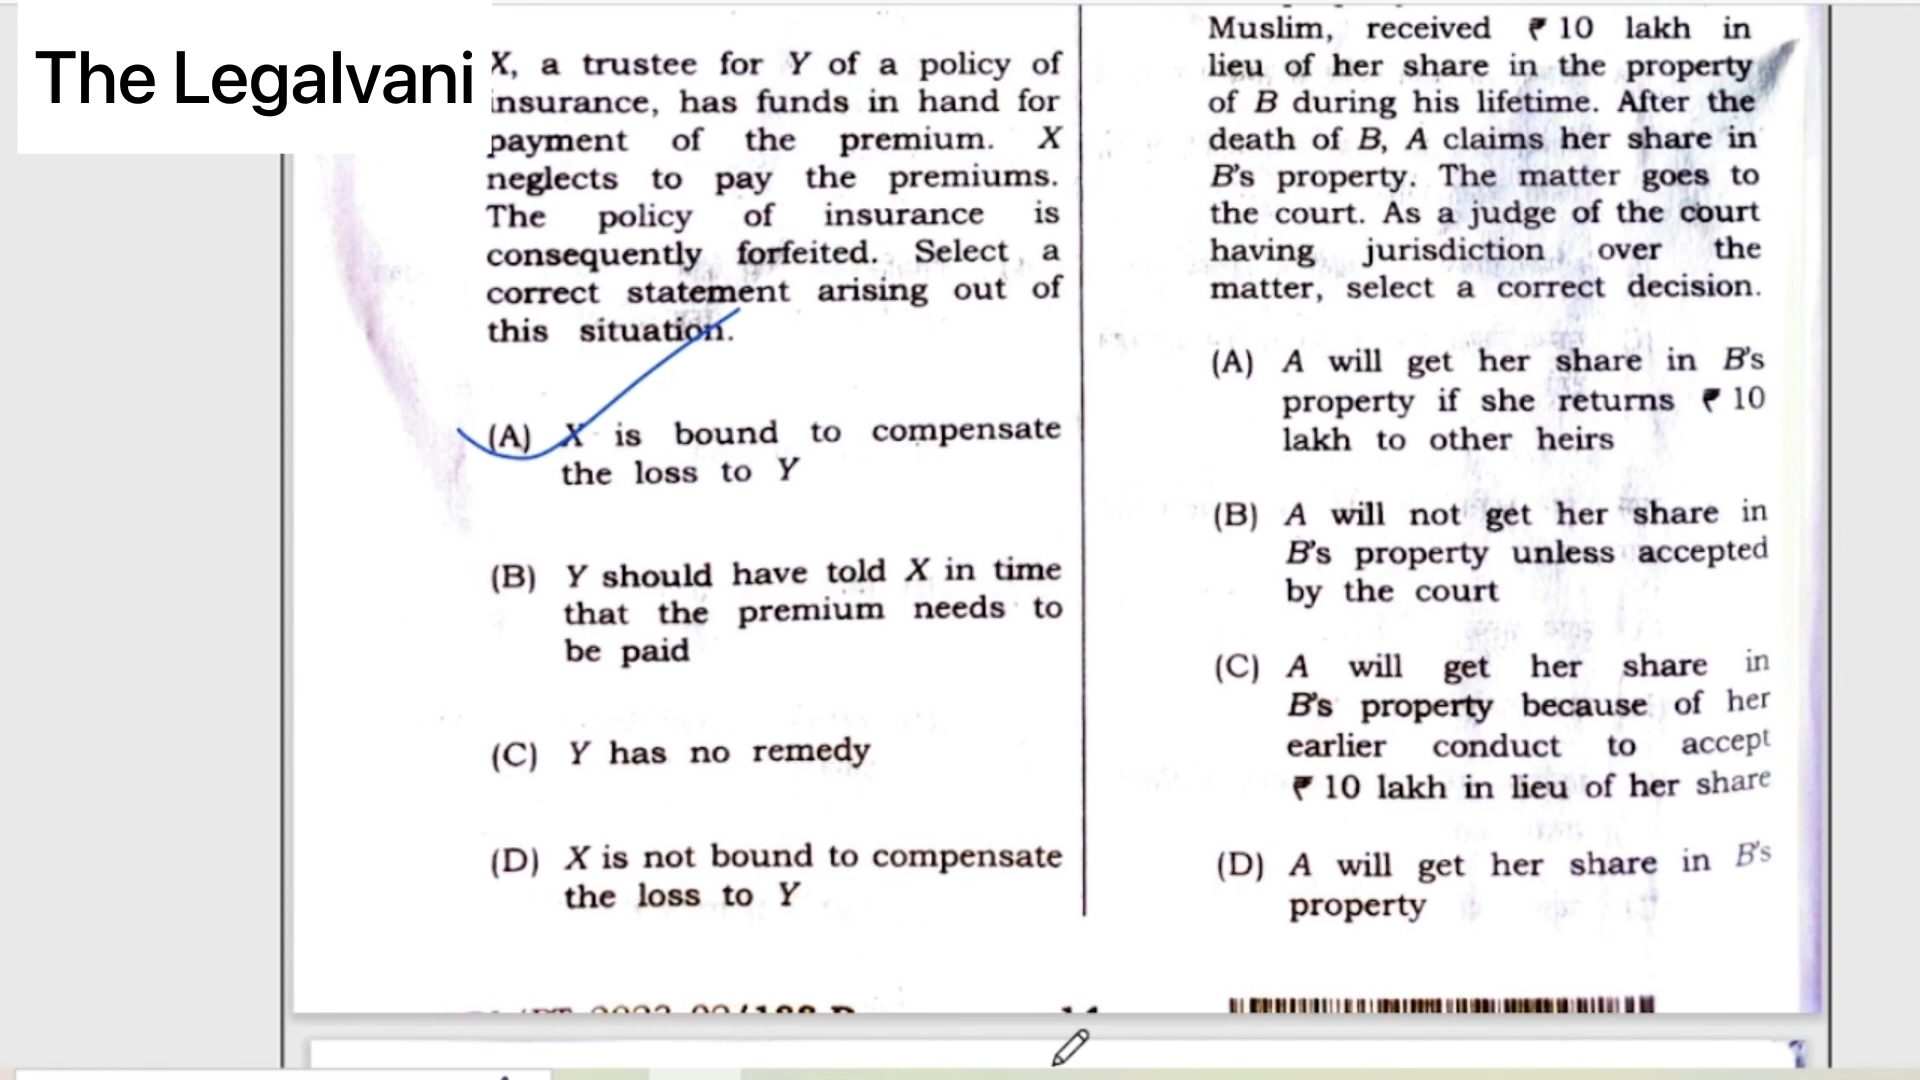 The Legalvani
X, a trustee for Y of a policy of
insurance, has funds in hand for
payment of the premium. X
neglects to pay the premiums.
The policy of insurance is
consequently forfeited. Select a
correct statement arising out of
this situation.
(A) X is bound to compensate
the loss to Y
(B) Y should have told X in time
that the premium needs to
be paid
(C) Y has no remedy
(D) X is not bound to compensate
the loss to Y
Muslim, received ₹ 10 lakh in
lieu of her share in the property
of B during his lifetime. After the
death of B, A claims her share in
B's property. The matter goes to
the court. As a judge of the court
having jurisdiction over the
matter, select a correct decision.
(A) A will get her share in B's
property if she returns ₹ 10
lakh to other heirs
(B) A will not get her share in
B's property unless accepted
by the court
(C) A will get her share in
B's property because of her
earlier conduct to accept
₹ 10 lakh in lieu of her share
(D) A will get her share in B's
property